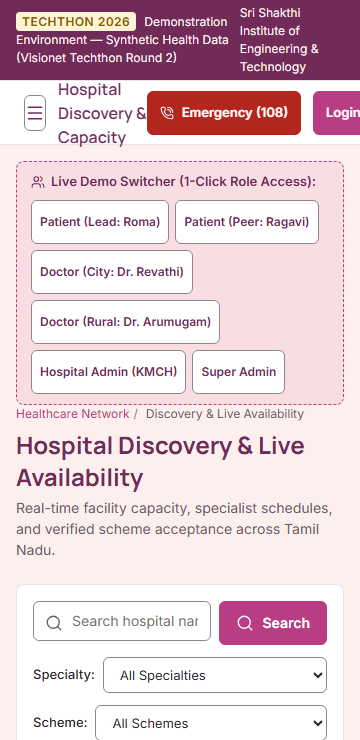 TECHTHON 2026 Demonstration
Environment — Synthetic Health Data
(Visionet Techthon Round 2)
Sri Shakthi
Institute of
Engineering &
Technology
Hospital
Discovery &
Capacity
Emergency (108)
Login
Live Demo Switcher (1-Click Role Access):
Patient (Lead: Roma)
Patient (Peer: Ragavi)
Doctor (City: Dr. Revathi)
Doctor (Rural: Dr. Arumugam)
Hospital Admin (KMCH)
Super Admin
Healthcare Network / Discovery & Live Availability
Hospital Discovery & Live
Availability
Real-time facility capacity, specialist schedules,
and verified scheme acceptance across Tamil
Nadu.
Search hospital nar
Search
Specialty: All Specialties
Scheme: All Schemes